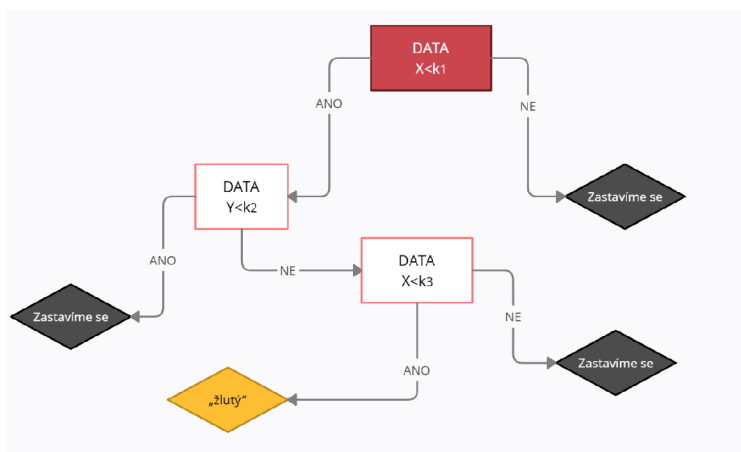 DATA
X<k1
ANO
NE
DATA
Y<k2
Zastavíme se
ANO
NE
DATA
X<k3
Zastavíme se
NE
ANO
Zastavíme se
„žlutý“